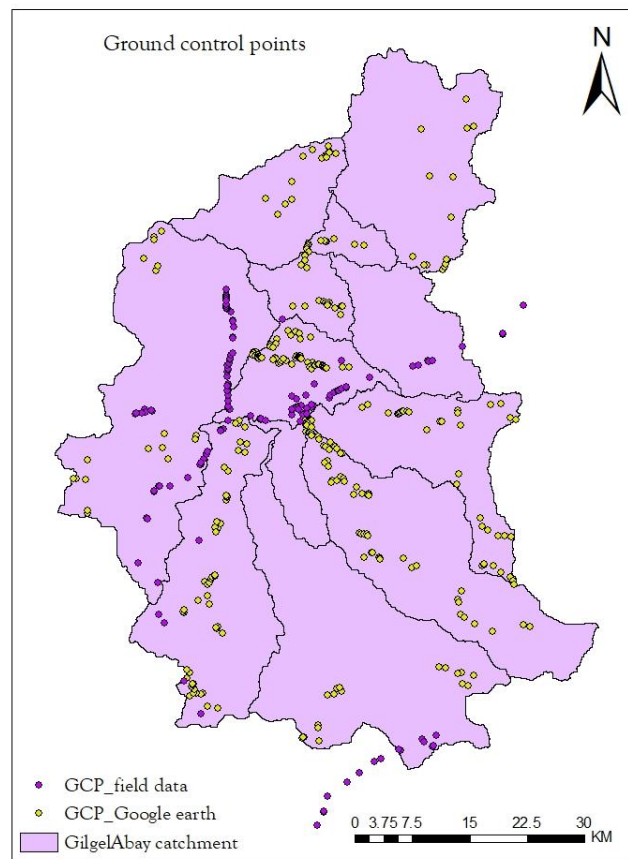 Ground control points
N
GCP_field data
GCP_Google earth
GilgelAbay catchment
0 3.75 7.5 15 22.5 30
KM